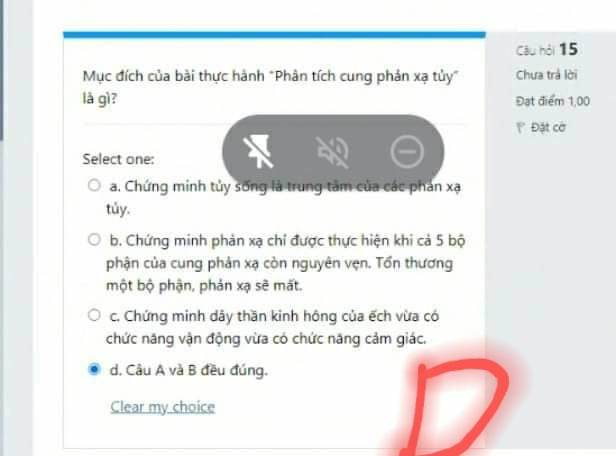 Câu hỏi 15
Chưa trả lời
Đạt điểm 1,00
Đặt cờ
Mục đích của bài thực hành "Phân tích cung phản xạ tủy"
là gì?
Select one:
a. Chứng minh tủy sống là trung tâm của các phản xạ
tủy.
b. Chứng minh phản xạ chỉ được thực hiện khi cả 5 bộ
phận của cung phản xạ còn nguyên vẹn. Tổn thương
một bộ phận, phản xạ sẽ mất.
c. Chứng minh dây thần kinh hông của ếch vừa có
chức năng vận động vừa có chức năng cảm giác.
d. Câu A và B đều đúng.
Clear my choice
D